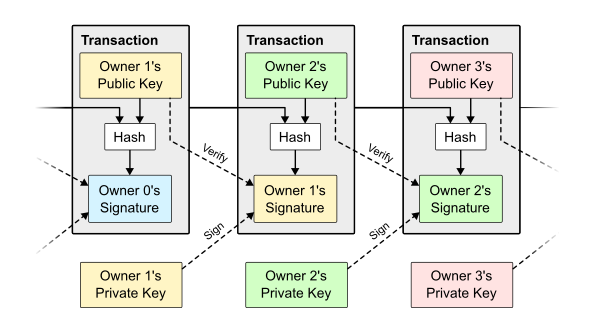 Transaction
Transaction
Transaction
Owner 1's
Public Key
Owner 2's
Public Key
Owner 3's
Public Key
Hash
Hash
Hash
Verify
Verify
Owner 0's
Signature
Owner 1's
Signature
Owner 2's
Signature
Sign
Sign
Owner 1's
Private Key
Owner 2's
Private Key
Owner 3's
Private Key